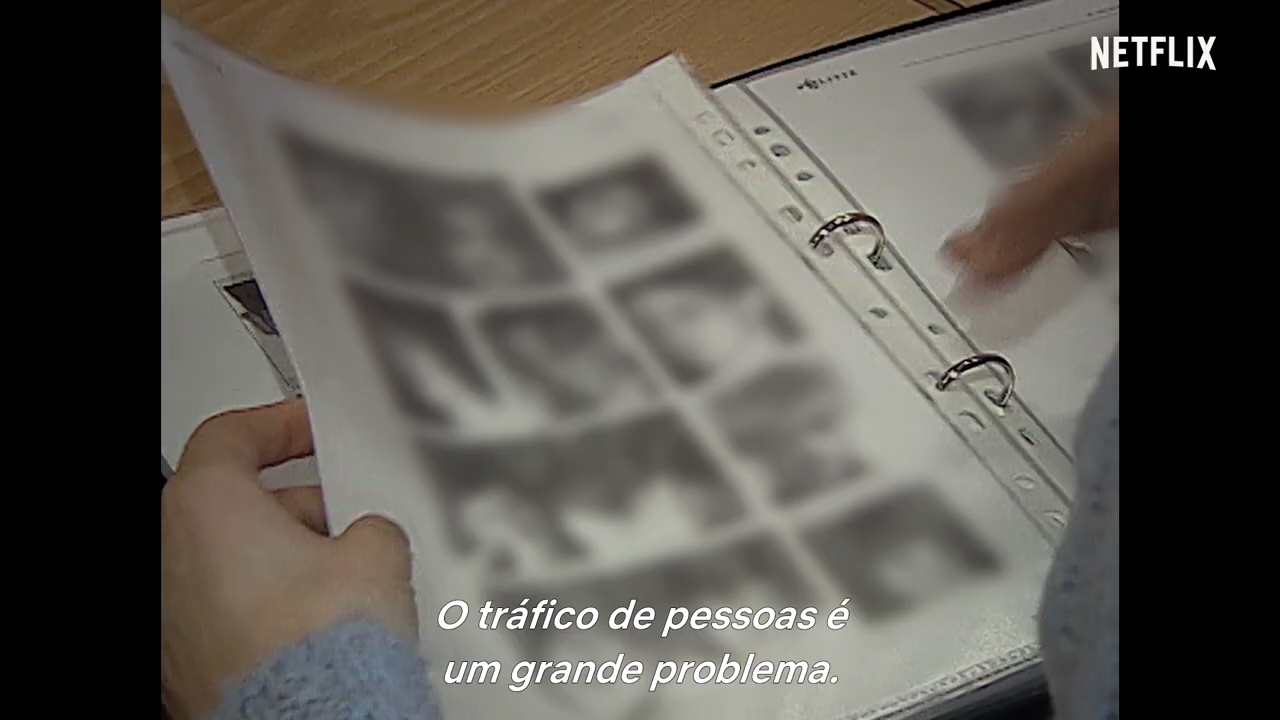 NETFLIX
O tráfico de pessoas é
um grande problema.